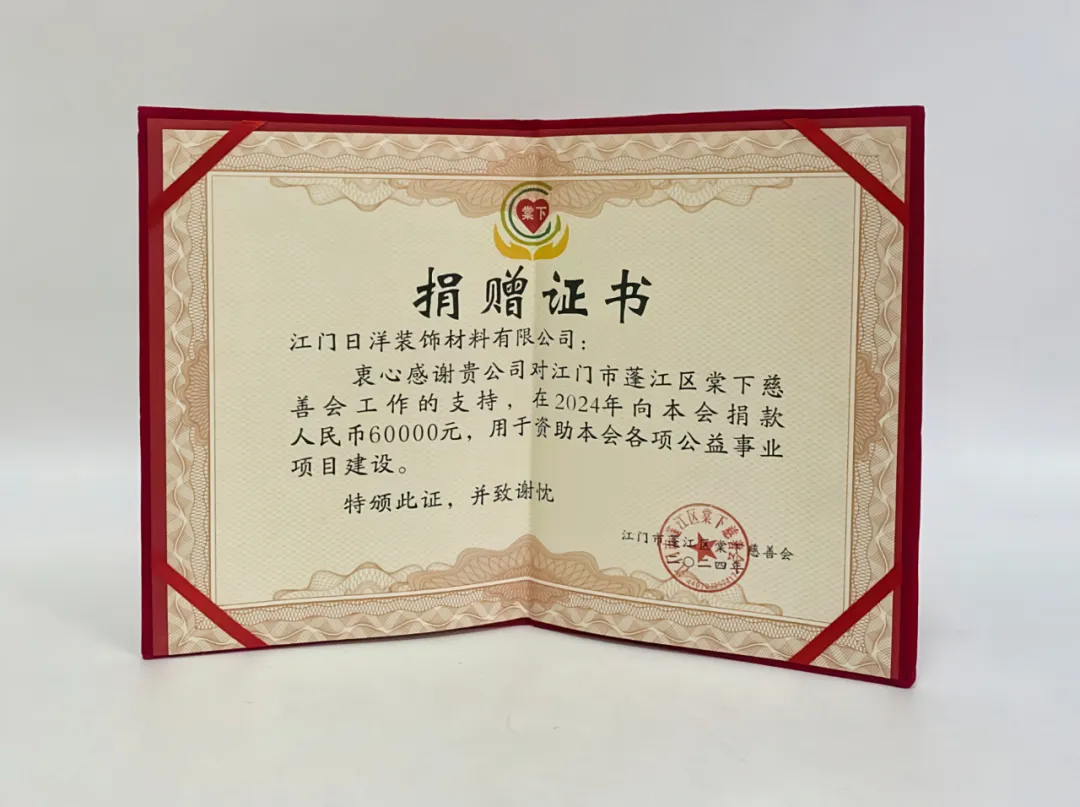 棠下
捐赠证书
江门日洋装饰材料有限公司：
衷心感谢贵公司对江门市蓬江区棠下慈
善会工作的支持，在2024年向本会捐款
人民币60000元，用于资助本会各项公益事业
项目建设。
特颁此证，并致谢忱
江门市蓬江区棠下慈善会
二〇二四年